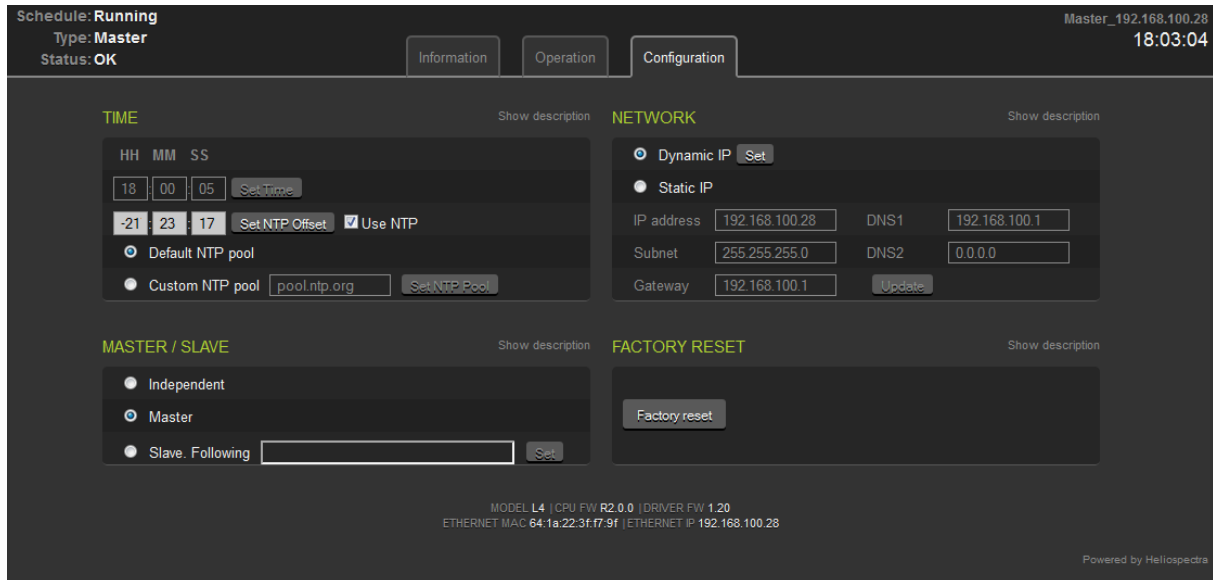 Schedule: Running
Type: Master
Status: OK
Information
Operation
Configuration
Master_192.168.100.28
18:03:04
TIME
Show description
HH MM SS
18 : 00 : 05 Set Time
-21 : 23 : 17 Set NTP Offset Use NTP
Default NTP pool
Custom NTP pool pool.ntp.org Set NTP Pool
NETWORK
Show description
Dynamic IP Set
Static IP
IP address 192.168.100.28 DNS1 192.168.100.1
Subnet 255.255.255.0 DNS2 0.0.0.0
Gateway 192.168.100.1 Update
MASTER / SLAVE
Show description
Independent
Master
Slave. Following Set
FACTORY RESET
Show description
Factory reset
MODEL L4 | CPU FW R2.0.0 | DRIVER FW 1.20
ETHERNET MAC 64:1a:22:3f:f7:9f | ETHERNET IP 192.168.100.28
Powered by Heliospectra